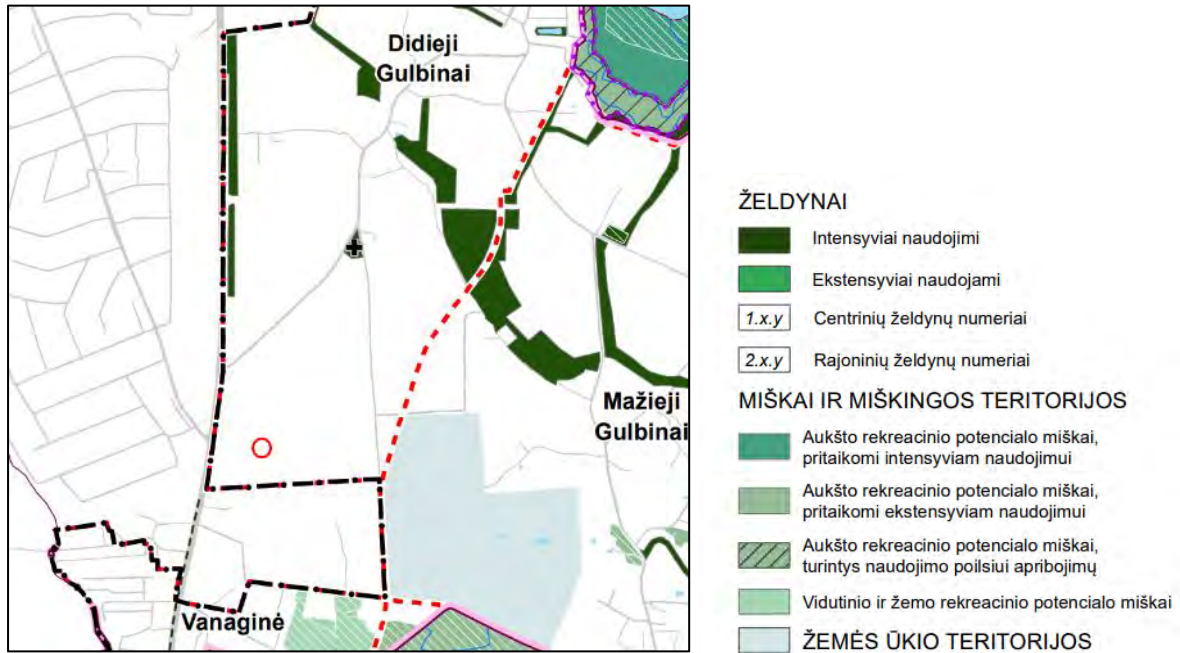 Didieji
Gulbinai
Mažieji
Gulbinai
Vanaginė
ŽELDYNAI
Intensyviai naudojimi
Ekstensyviai naudojami
1.x.y Centrinių želdynų numeriai
2.x.y Rajoninių želdynų numeriai
MIŠKAI IR MIŠKINGOS TERITORIJOS
Aukšto rekreacinio potencialo miškai,
pritaikomi intensyviam naudojimui
Aukšto rekreacinio potencialo miškai,
pritaikomi ekstensyviam naudojimui
Aukšto rekreacinio potencialo miškai,
turintys naudojimo poilsiui apribojimų
Vidutinio ir žemo rekreacinio potencialo miškai
ŽEMĖS ŪKIO TERITORIJOS